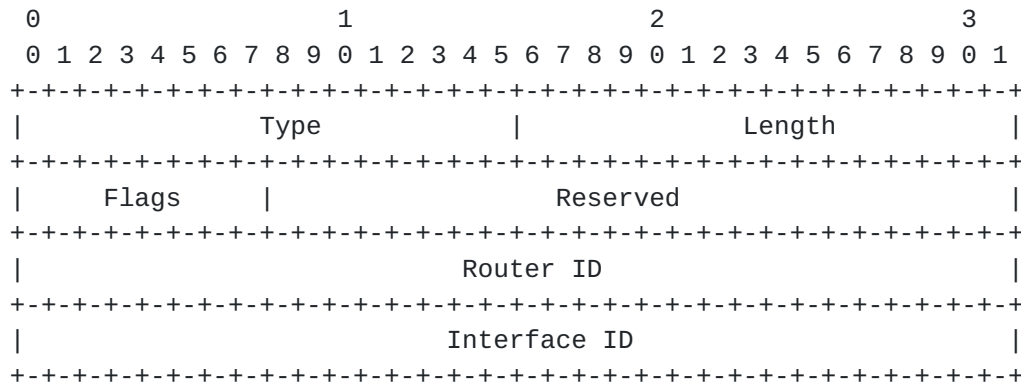 0                   1                   2                   3
 0 1 2 3 4 5 6 7 8 9 0 1 2 3 4 5 6 7 8 9 0 1 2 3 4 5 6 7 8 9 0 1
+-+-+-+-+-+-+-+-+-+-+-+-+-+-+-+-+-+-+-+-+-+-+-+-+-+-+-+-+-+-+-+-+
|               Type            |              Length           |
+-+-+-+-+-+-+-+-+-+-+-+-+-+-+-+-+-+-+-+-+-+-+-+-+-+-+-+-+-+-+-+-+
|     Flags     |                  Reserved                     |
+-+-+-+-+-+-+-+-+-+-+-+-+-+-+-+-+-+-+-+-+-+-+-+-+-+-+-+-+-+-+-+-+
|                            Router ID                          |
+-+-+-+-+-+-+-+-+-+-+-+-+-+-+-+-+-+-+-+-+-+-+-+-+-+-+-+-+-+-+-+-+
|                           Interface ID                        |
+-+-+-+-+-+-+-+-+-+-+-+-+-+-+-+-+-+-+-+-+-+-+-+-+-+-+-+-+-+-+-+-+